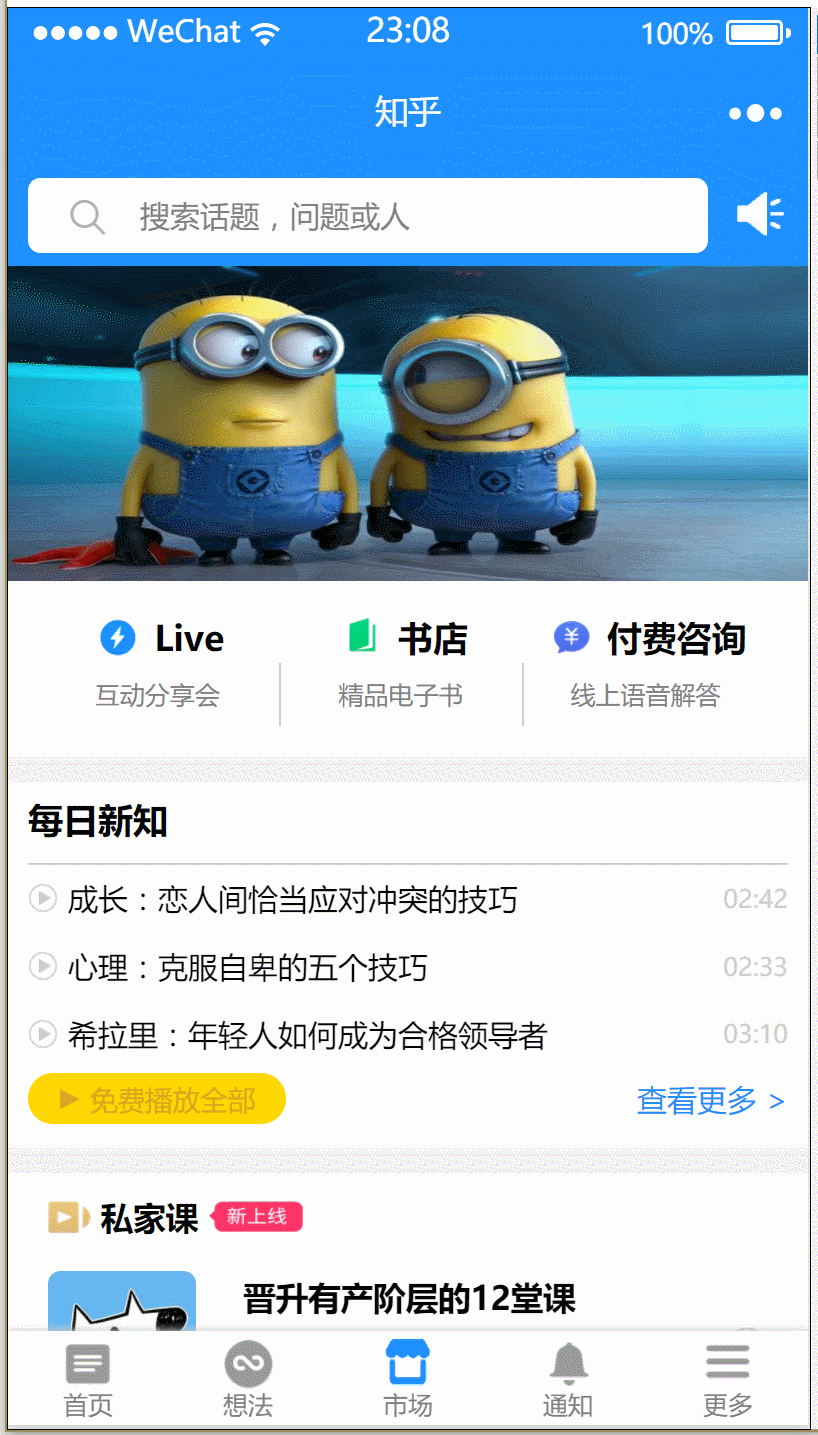 WeChat 23:08 100%
知乎
搜索话题，问题或人
Live 书店 付费咨询
互动分享会 精品电子书 线上语音解答
每日新知
成长：恋人间恰当应对冲突的技巧 02:42
心理：克服自卑的五个技巧 02:33
希拉里：年轻人如何成为合格领导者 03:10
免费播放全部 查看更多 >
私家课 新上线
晋升有产阶层的12堂课
首页 想法 市场 通知 更多